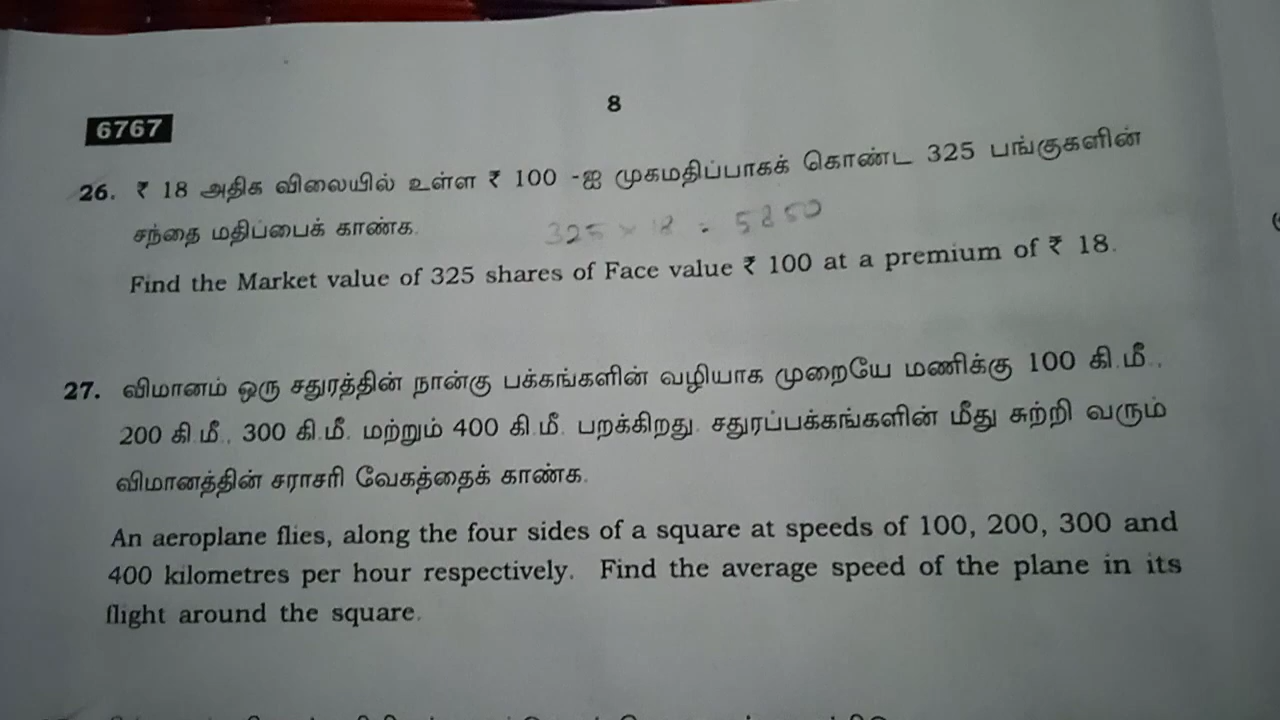 8
6767
26. ₹ 18 அதிக விலையில் உள்ள ₹ 100 -ஐ முகமதிப்பாகக் கொண்ட 325 பங்குகளின்
சந்தை மதிப்பைக் காண்க.
325 × 18 = 5850
Find the Market value of 325 shares of Face value ₹ 100 at a premium of ₹ 18.
27. விமானம் ஒரு சதுரத்தின் நான்கு பக்கங்களின் வழியாக முறையே மணிக்கு 100 கி.மீ.,
200 கி.மீ., 300 கி.மீ. மற்றும் 400 கி.மீ. பறக்கிறது. சதுரப்பக்கங்களின் மீது சுற்றி வரும்
விமானத்தின் சராசரி வேகத்தைக் காண்க.
An aeroplane flies, along the four sides of a square at speeds of 100, 200, 300 and
400 kilometres per hour respectively. Find the average speed of the plane in its
flight around the square.